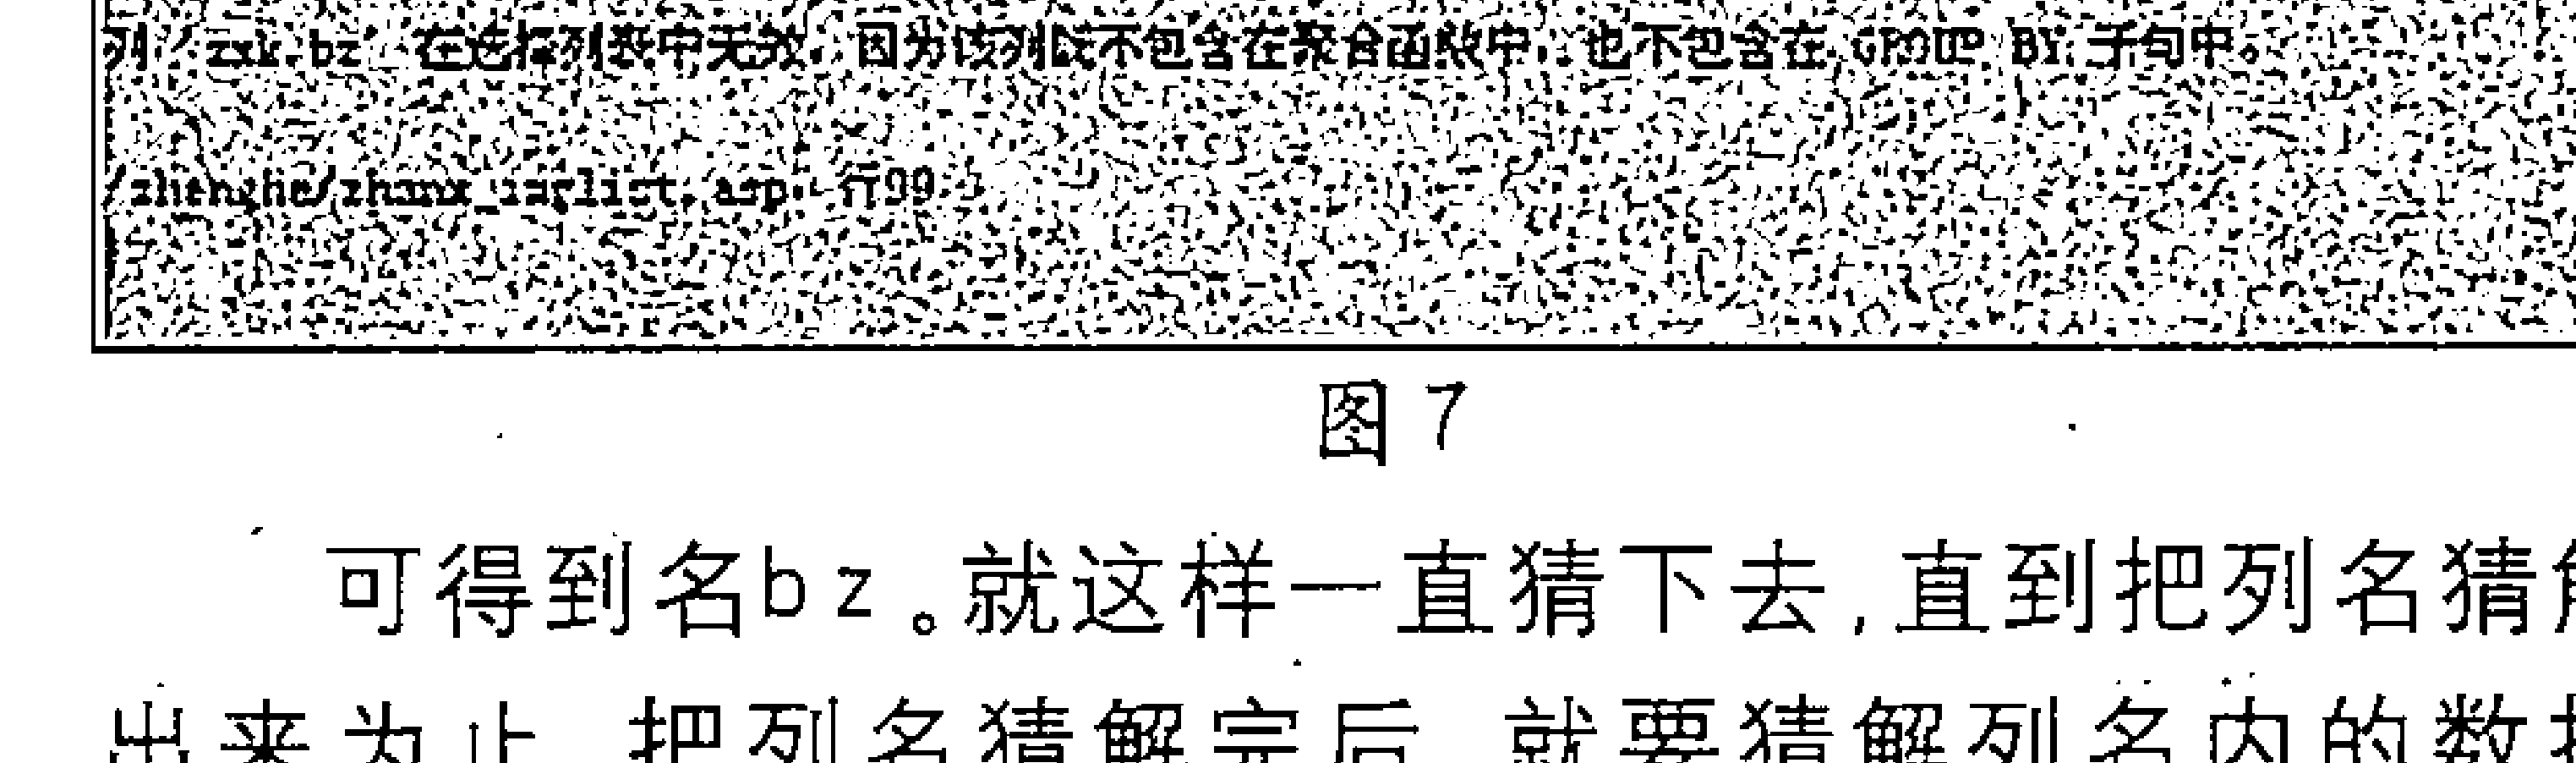 列 'zxk.bz' 在选择列表中无效，因为该列既不包含在聚合函数中，也不包含在 GROUP BY 子句中。
行99
图 7
可得到名bz。就这样一直猜下去,直到把列名猜解
出来为止 把列名猜解完后 就要猜解列名内的数据